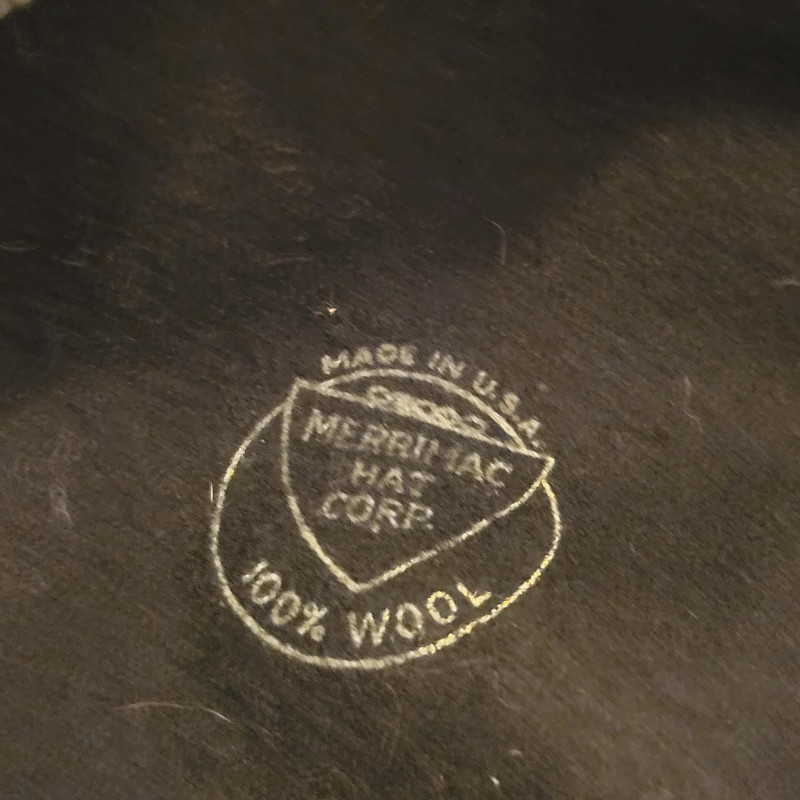 MADE IN U.S.A.
MERRIMAC
HAT
CORP.
100% WOOL